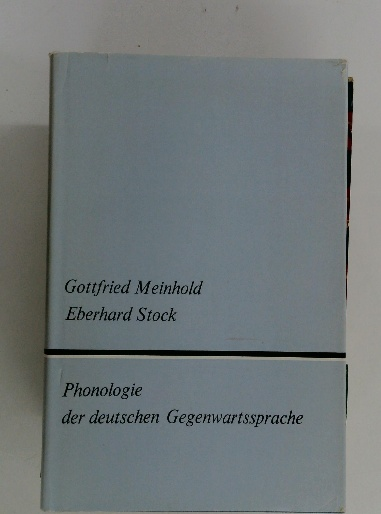 Gottfried Meinhold
Eberhard Stock
Phonologie
der deutschen Gegenwartssprache